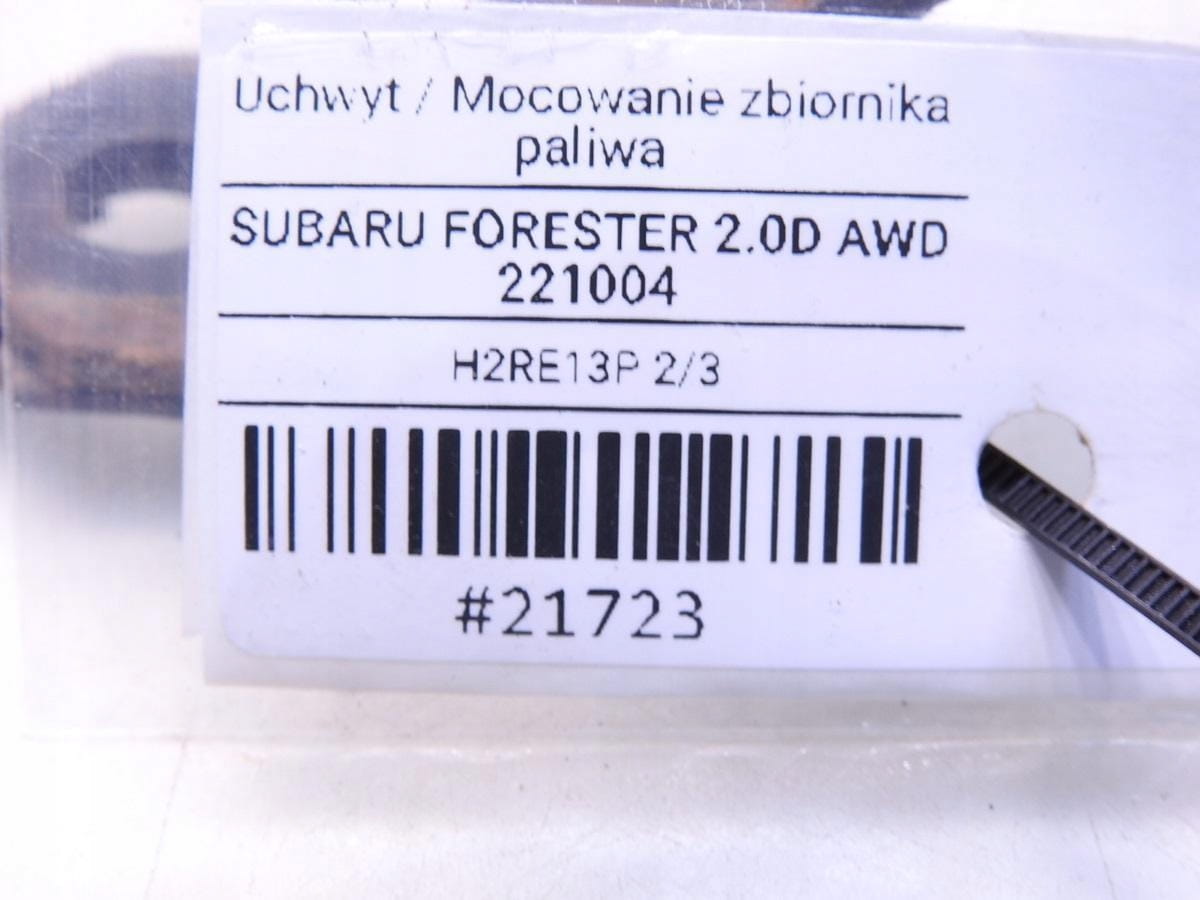 Uchwyt / Mocowanie zbiornika
paliwa
SUBARU FORESTER 2.0D AWD
221004
H2RE13P 2/3
#21723